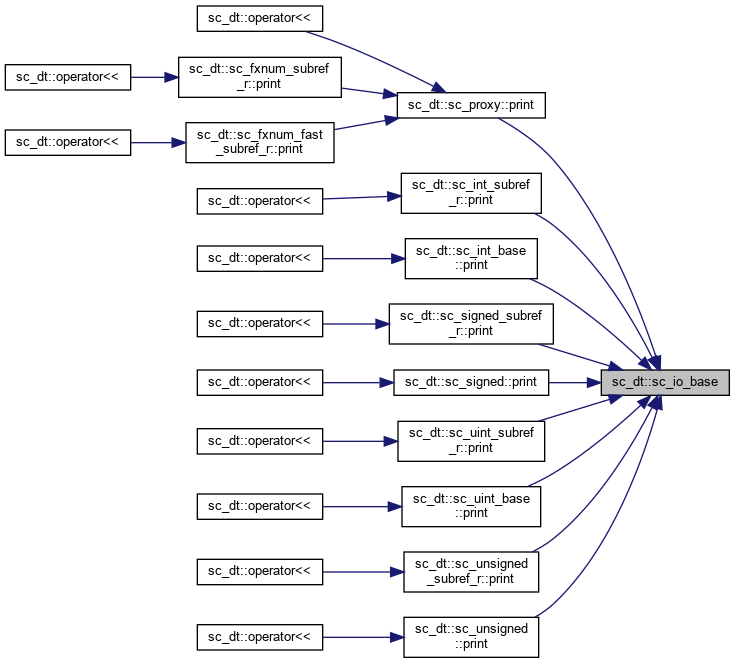 sc_dt::operator<<
sc_dt::sc_fxnum_subref
_r::print
sc_dt::operator<<
sc_dt::sc_proxy::print
sc_dt::sc_fxnum_fast
_subref_r::print
sc_dt::operator<<
sc_dt::sc_int_subref
_r::print
sc_dt::operator<<
sc_dt::sc_int_base
::print
sc_dt::operator<<
sc_dt::sc_signed_subref
_r::print
sc_dt::operator<<
sc_dt::sc_signed::print
sc_dt::operator<<
sc_dt::sc_io_base
sc_dt::sc_uint_subref
_r::print
sc_dt::operator<<
sc_dt::sc_uint_base
::print
sc_dt::operator<<
sc_dt::sc_unsigned
_subref_r::print
sc_dt::operator<<
sc_dt::sc_unsigned
::print
sc_dt::operator<<